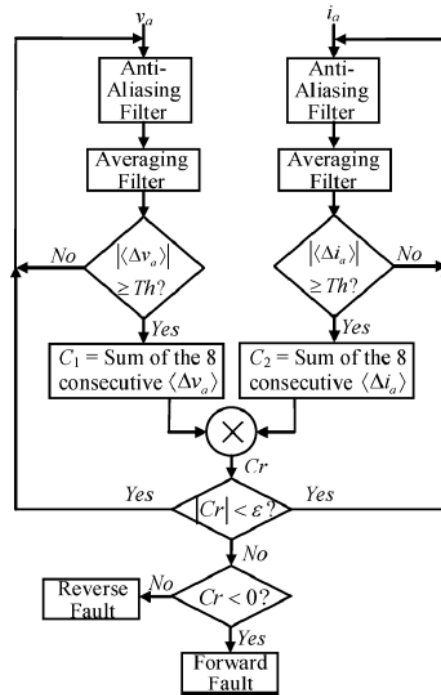 v_a
i_a
Anti-
Aliasing
Filter
Anti-
Aliasing
Filter
Averaging
Filter
Averaging
Filter
No
|⟨Δv_a⟩|
≥ Th?
|⟨Δi_a⟩|
≥ Th?
No
Yes
Yes
C₁ = Sum of the 8
consecutive ⟨Δv_a⟩
C₂ = Sum of the 8
consecutive ⟨Δi_a⟩
×
Cr
Yes
|Cr| < ε?
Yes
No
Reverse
Fault
No
Cr < 0?
Yes
Forward
Fault